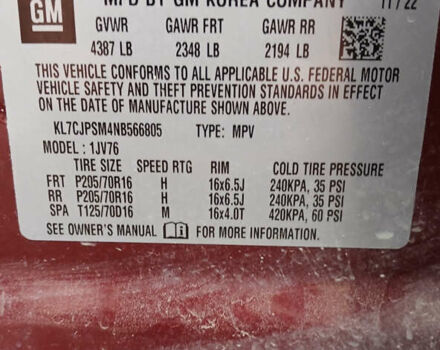 GM
MFD BY GM KOREA COMPANY 11/22
GVWR GAWR FRT GAWR RR
4387 LB 2348 LB 2194 LB
THIS VEHICLE CONFORMS TO ALL APPLICABLE U.S. FEDERAL MOTOR
VEHICLE SAFETY AND THEFT PREVENTION STANDARDS IN EFFECT
ON THE DATE OF MANUFACTURE SHOWN ABOVE.
KL7CJPSM4NB566805 TYPE: MPV
MODEL: 1JV76
TIRE SIZE SPEED RTG RIM COLD TIRE PRESSURE
FRT P205/70R16 H 16x6.5J 240KPA, 35 PSI
RR P205/70R16 H 16x6.5J 240KPA, 35 PSI
SPA T125/70D16 M 16x4.0T 420KPA, 60 PSI
SEE OWNER'S MANUAL FOR MORE INFORMATION.